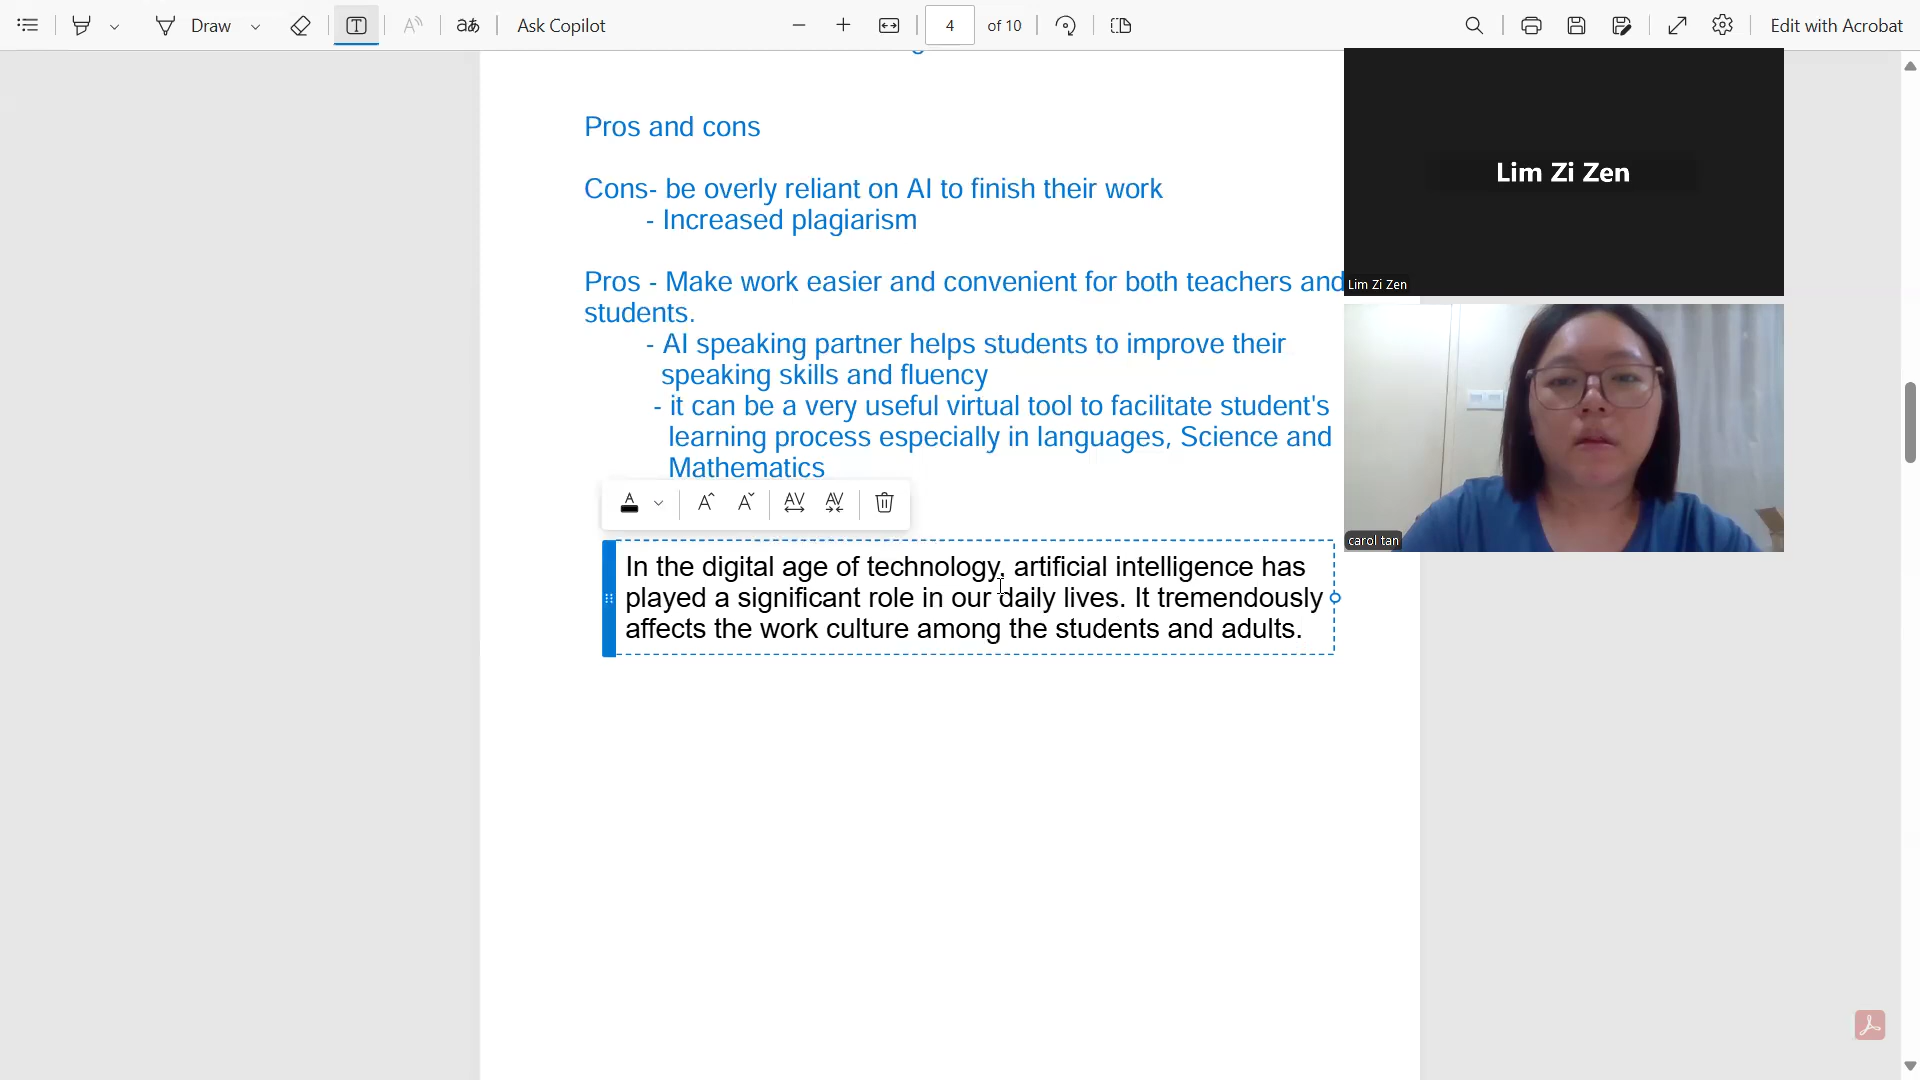 Draw
Ask Copilot
4
of 10
Edit with Acrobat
Pros and cons
Cons- be overly reliant on AI to finish their work
- Increased plagiarism
Pros - Make work easier and convenient for both teachers and
students.
- AI speaking partner helps students to improve their
speaking skills and fluency
- it can be a very useful virtual tool to facilitate student's
learning process especially in languages, Science and
Mathematics
In the digital age of technology, artificial intelligence has
played a significant role in our daily lives. It tremendously
affects the work culture among the students and adults.
Lim Zi Zen
Lim Zi Zen
carol tan